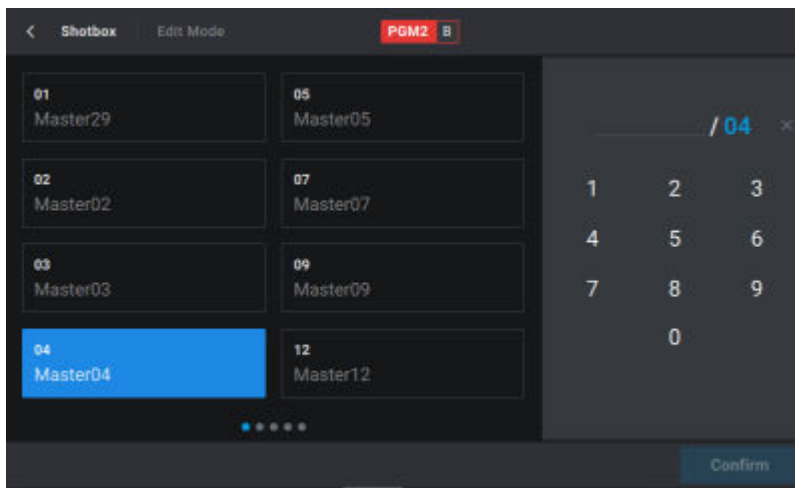 Shotbox Edit Mode PGM2 B
01
Master29
02
Master02
03
Master03
04
Master04
05
Master05
07
Master07
09
Master09
12
Master12
/ 04 ×
1 2 3
4 5 6
7 8 9
0
Confirm